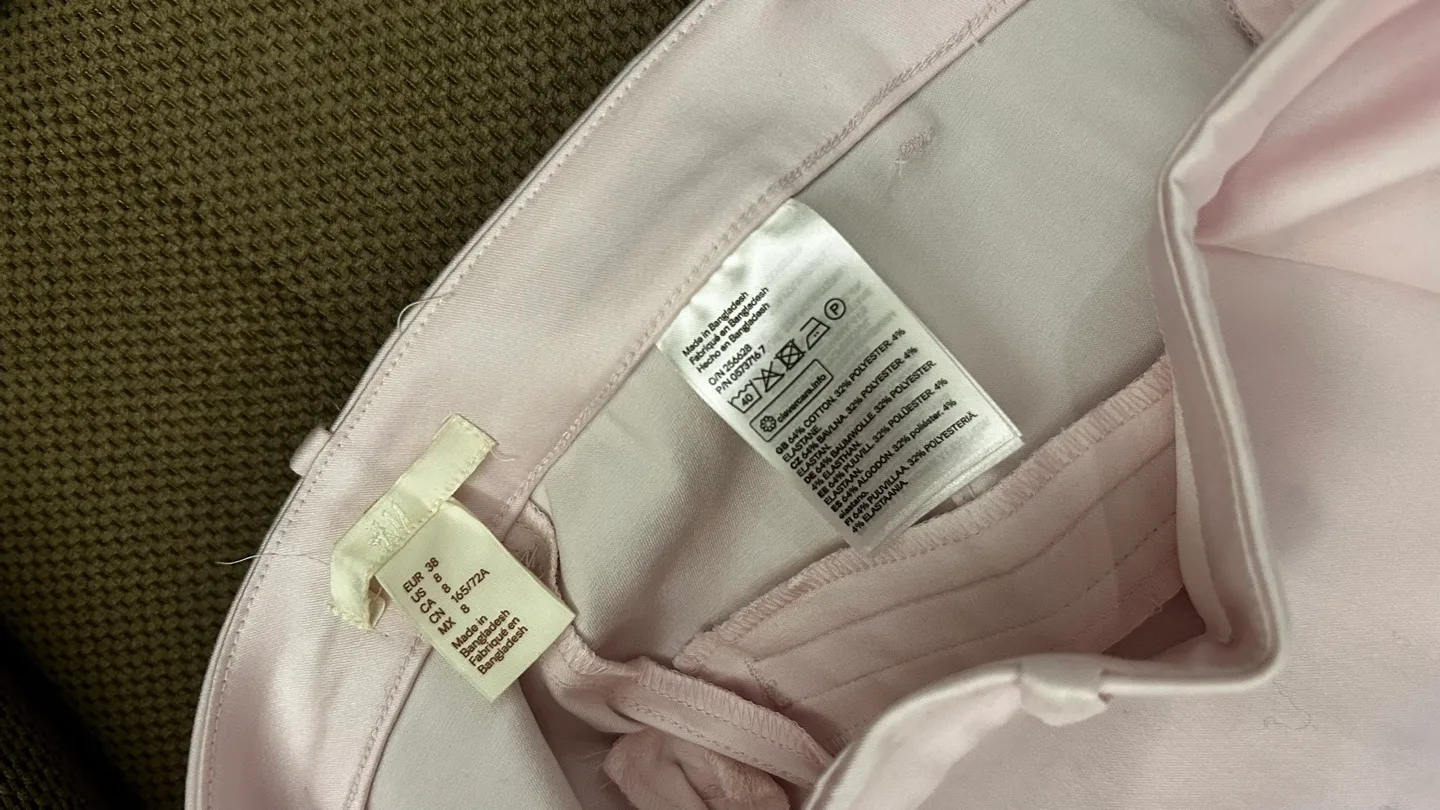 EUR 38
US 8
CA 8
CN 165/72A
MX 8
Made in
Bangladesh
Fabriqué en
Bangladesh
Made in Bangladesh
Fabriqué en Bangladesh
Hecho en Bangladesh
O/N 256628
P/N 0573716 7
40
P
clevercare.info
GB 64% COTTON. 32% POLYESTER. 4%
ELASTANE.
CZ 64% BAVLNA. 32% POLYESTER. 4%
ELASTAN.
DE 64% BAUMWOLLE. 32% POLYESTER.
4% ELASTHAN.
EE 64% PUUVILL. 32% POLÜESTER. 4%
ELASTAAN.
ES 64% ALGODÓN. 32% poliéster. 4%
elastano.
FI 64% PUUVILLAA. 32% POLYESTERIÄ.
4% ELASTAANIA.